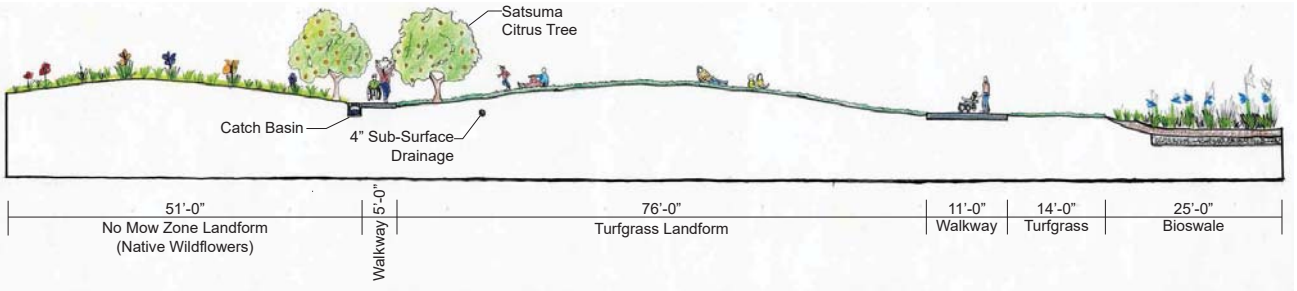 Satsuma
Citrus Tree
Catch Basin
4” Sub-Surface
Drainage
51'-0”
No Mow Zone Landform
(Native Wildflowers)
Walkway 5'-0”
76'-0”
Turfgrass Landform
11'-0”
Walkway
14'-0”
Turfgrass
25'-0”
Bioswale